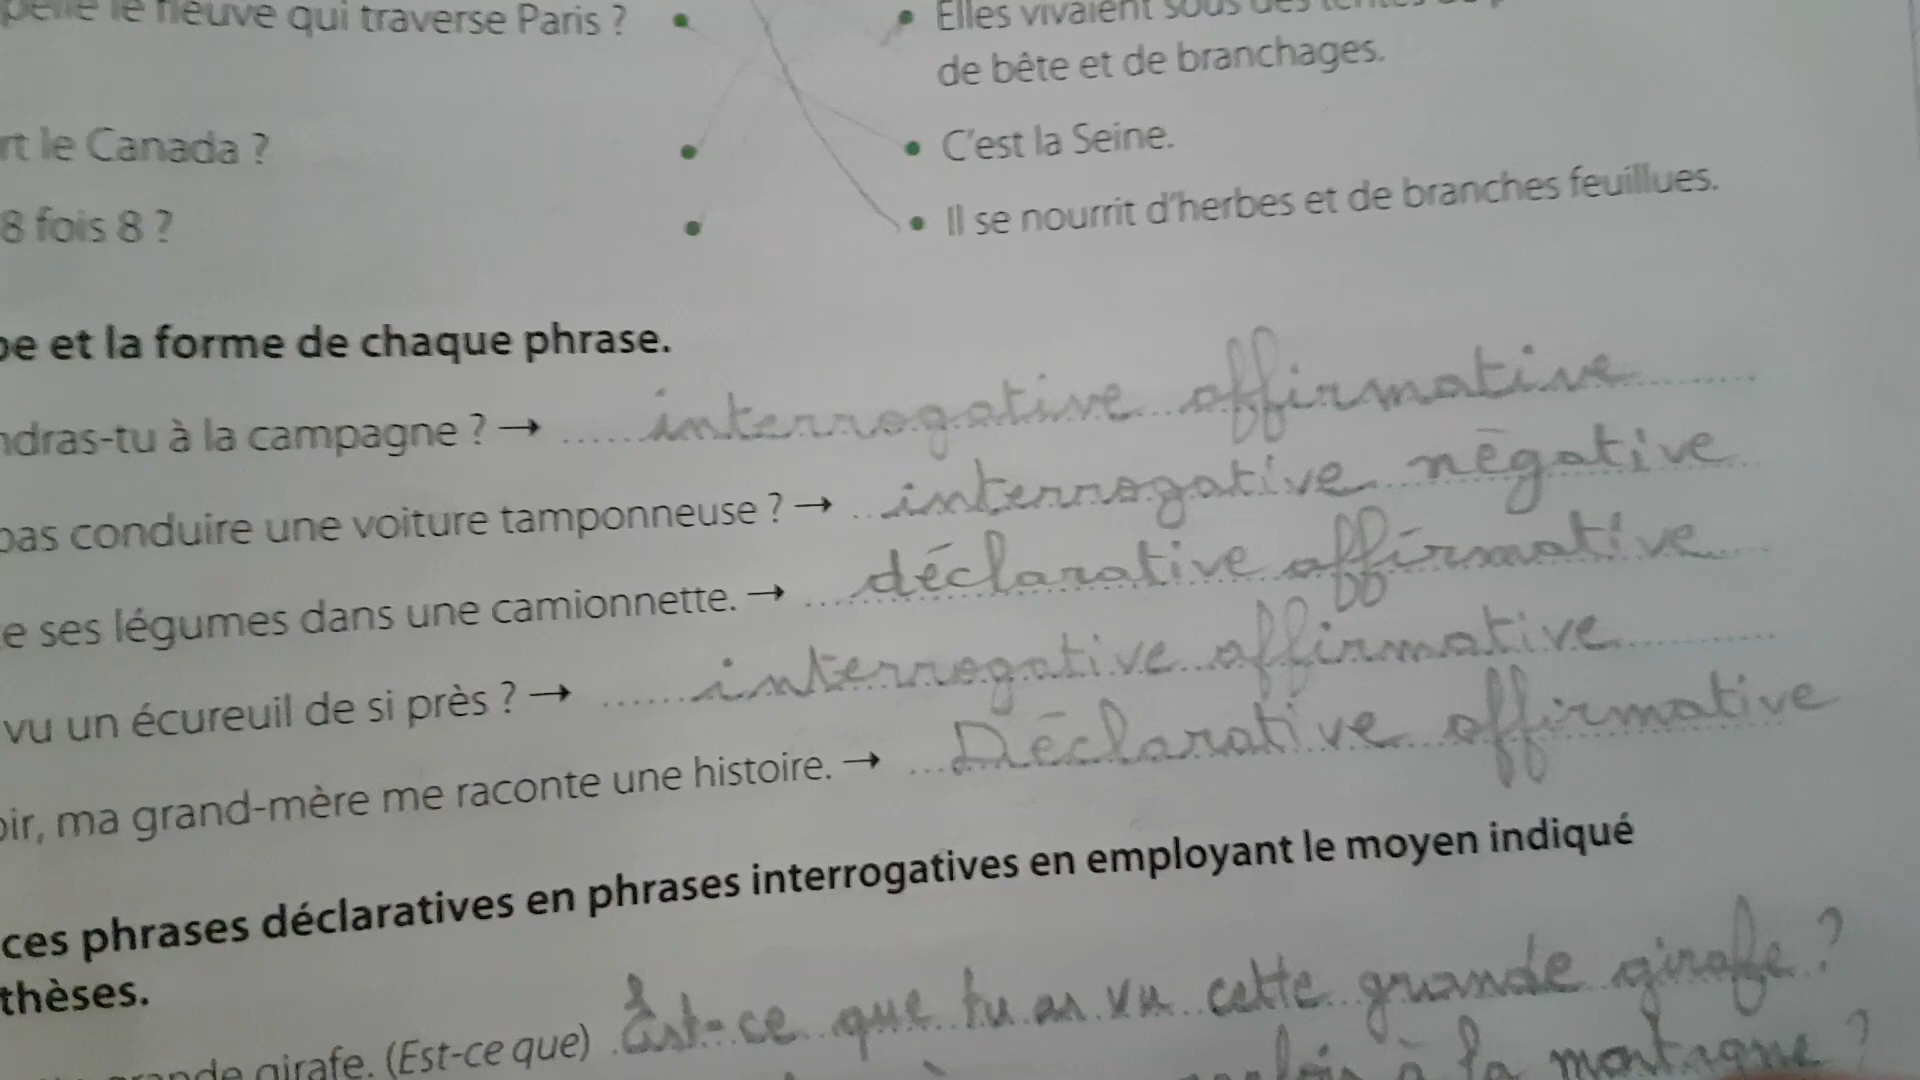 le fleuve qui traverse Paris ?
Elles vivaient sous des
de bête et de branchages.
le Canada ?
C'est la Seine.
8 fois 8 ?
Il se nourrit d'herbes et de branches feuillues.
et la forme de chaque phrase.
ndras-tu à la campagne ? → interrogative affirmative
pas conduire une voiture tamponneuse ? → interrogative négative
e ses légumes dans une camionnette. → déclarative affirmative
vu un écureuil de si près ? → interrogative affirmative
oir, ma grand-mère me raconte une histoire. → Déclarative affirmative
ces phrases déclaratives en phrases interrogatives en employant le moyen indiqué
thèses.
grande girafe. (Est-ce que) Est-ce que tu as vu cette grande girafe ?
à la montagne ?